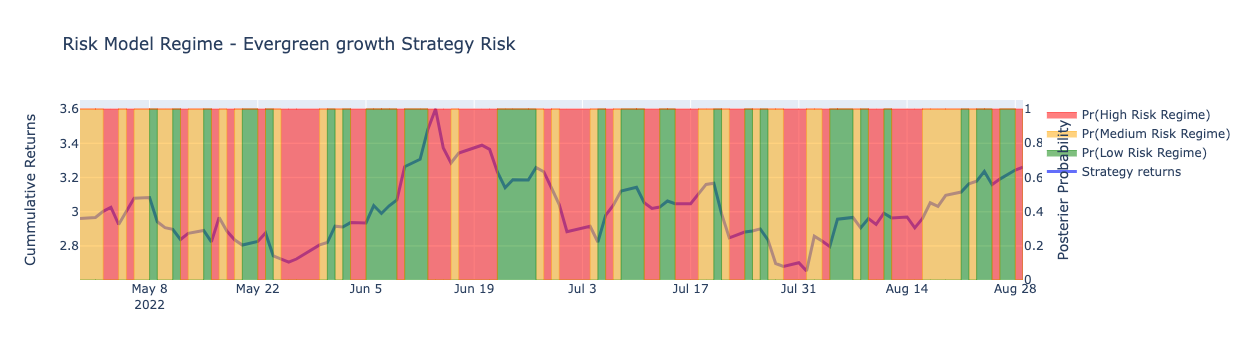 Risk Model Regime - Evergreen growth Strategy Risk
Cummulative Returns
3.6
3.4
3.2
3
2.8
May 8
2022
May 22
Jun 5
Jun 19
Jul 3
Jul 17
Jul 31
Aug 14
Aug 28
1
0.8
0.6
0.4
0.2
0
Posterier Probability
Pr(High Risk Regime)
Pr(Medium Risk Regime)
Pr(Low Risk Regime)
Strategy returns